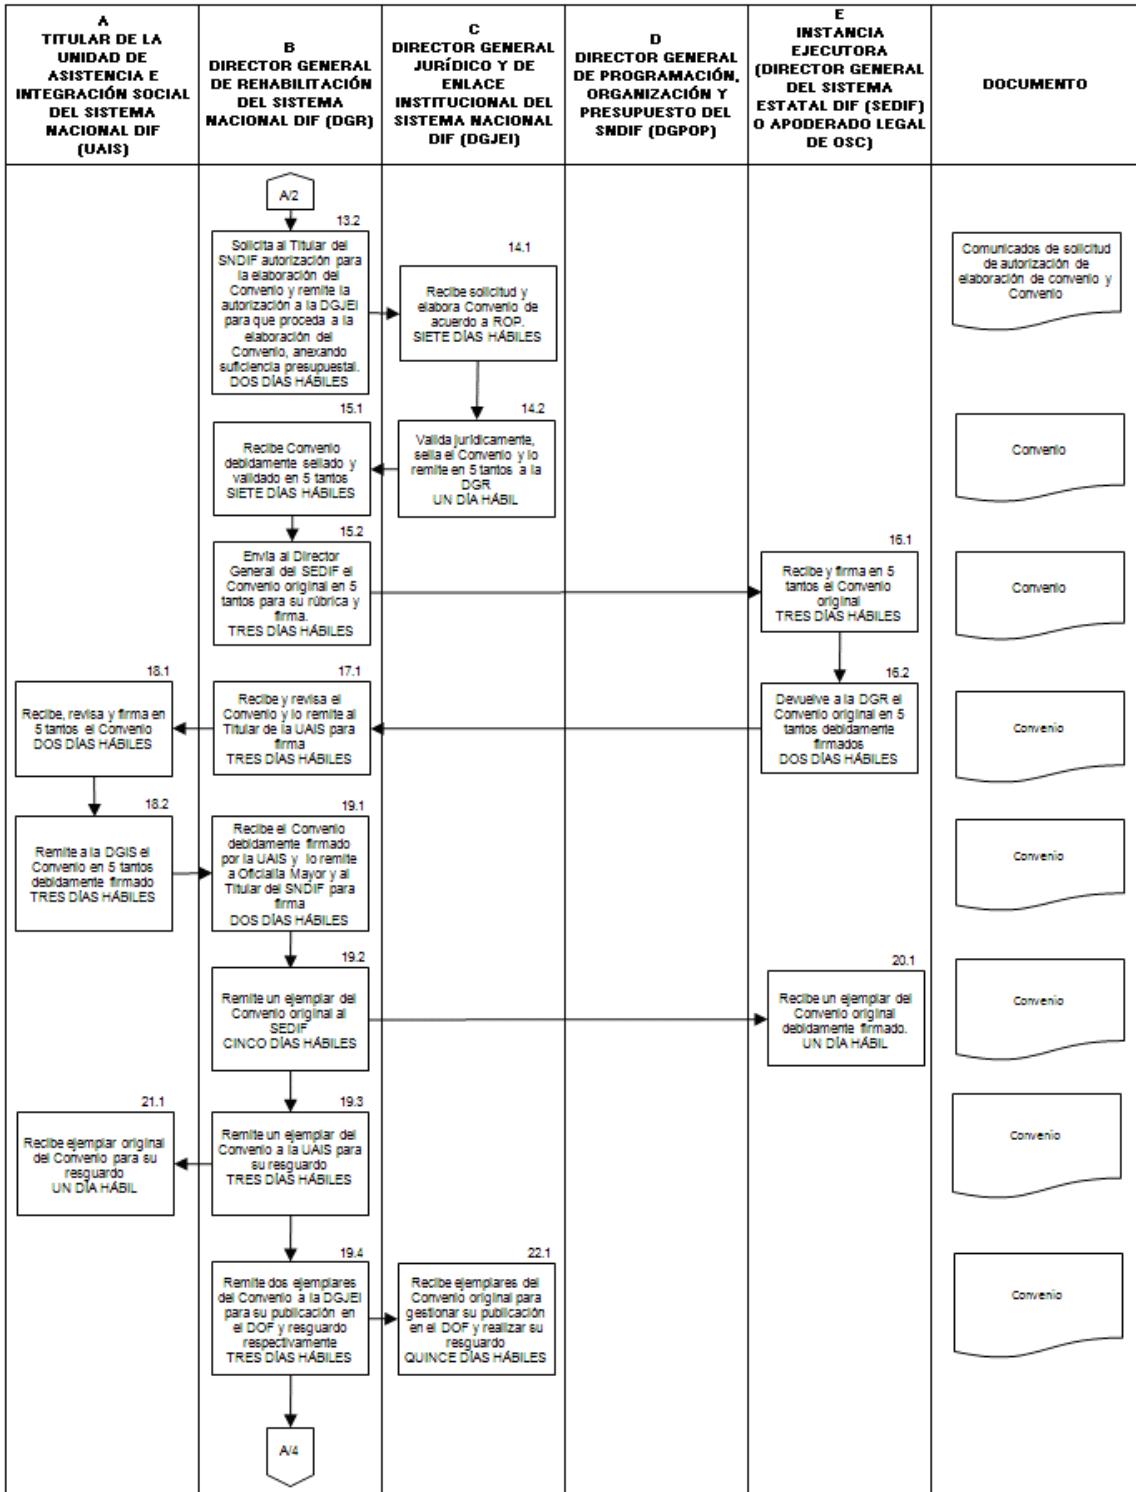 A
TITULAR DE LA
UNIDAD DE
ASISTENCIA E
INTEGRACIÓN SOCIAL
DEL SISTEMA
NACIONAL DIF
(UAIS)
B
DIRECTOR GENERAL
DE REHABILITACIÓN
DEL SISTEMA
NACIONAL DIF (DGR)
C
DIRECTOR GENERAL
JURÍDICO Y DE
ENLACE
INSTITUCIONAL DEL
SISTEMA NACIONAL
DIF (DGJEI)
D
DIRECTOR GENERAL
DE PROGRAMACIÓN,
ORGANIZACIÓN Y
PRESUPUESTO DEL
SNDIF (DGPOP)
E
INSTANCIA
EJECUTORA
(DIRECTOR GENERAL
DEL SISTEMA
ESTATAL DIF (SEDIF)
O APODERADO LEGAL
DE OSC)
DOCUMENTO
A/2
13.2
Solicita al Titular del
SNDIF autorización para
la elaboración del
Convenio y remite la
autorización a la DGJEI
para que proceda a la
elaboración del
Convenio, anexando
suficiencia presupuestal.
DOS DÍAS HÁBILES
14.1
Recibe solicitud y
elabora Convenio de
acuerdo a ROP.
SIETE DÍAS HÁBILES
Comunicados de solicitud
de autorización de
elaboración de convenio y
Convenio
15.1
Recibe Convenio
debidamente sellado y
validado en 5 tantos
SIETE DÍAS HÁBILES
14.2
Valida jurídicamente,
sella el Convenio y lo
remite en 5 tantos a la
DGR
UN DÍA HÁBIL
Convenio
15.2
Envía al Director
General del SEDIF el
Convenio original en 5
tantos para su rúbrica y
firma.
TRES DÍAS HÁBILES
16.1
Recibe y firma en 5
tantos el Convenio
original
TRES DÍAS HÁBILES
Convenio
18.1
Recibe, revisa y firma en
5 tantos el Convenio
DOS DÍAS HÁBILES
17.1
Recibe y revisa el
Convenio y lo remite al
Titular de la UAIS para
firma
TRES DÍAS HÁBILES
16.2
Devuelve a la DGR el
Convenio original en 5
tantos debidamente
firmados
DOS DÍAS HÁBILES
Convenio
18.2
Remite a la DGIS el
Convenio en 5 tantos
debidamente firmado
TRES DÍAS HÁBILES
19.1
Recibe el Convenio
debidamente firmado
por la UAIS y lo remite
a Oficialía Mayor y al
Titular del SNDIF para
firma
DOS DÍAS HÁBILES
Convenio
19.2
Remite un ejemplar del
Convenio original al
SEDIF
CINCO DÍAS HÁBILES
20.1
Recibe un ejemplar del
Convenio original
debidamente firmado.
UN DÍA HÁBIL
Convenio
21.1
Recibe ejemplar original
del Convenio para su
resguardo
UN DÍA HÁBIL
19.3
Remite un ejemplar del
Convenio a la UAIS para
su resguardo
TRES DÍAS HÁBILES
Convenio
19.4
Remite dos ejemplares
del Convenio a la DGJEI
para su publicación en
el DOF y resguardo
respectivamente
TRES DÍAS HÁBILES
22.1
Recibe ejemplares del
Convenio original para
gestionar su publicación
en el DOF y realizar su
resguardo
QUINCE DÍAS HÁBILES
Convenio
A/4